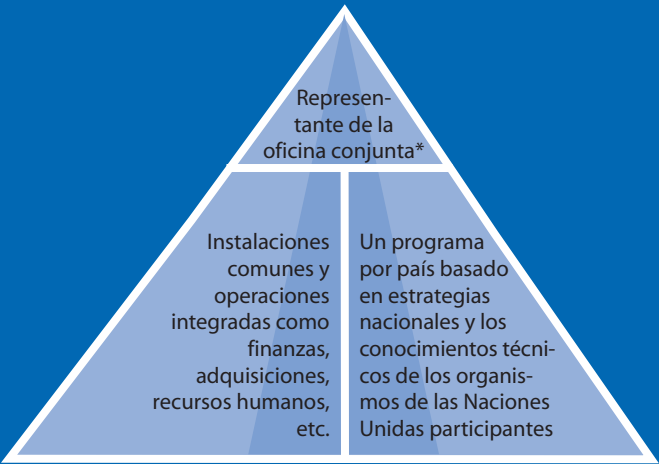 Represen-
tante de la
oficina conjunta*
Instalaciones
comunes y
operaciones
integradas como
finanzas,
adquisiciones,
recursos humanos,
etc.
Un programa
por país basado
en estrategias
nacionales y los
conocimientos técni-
cos de los organis-
mos de las Naciones
Unidas participantes